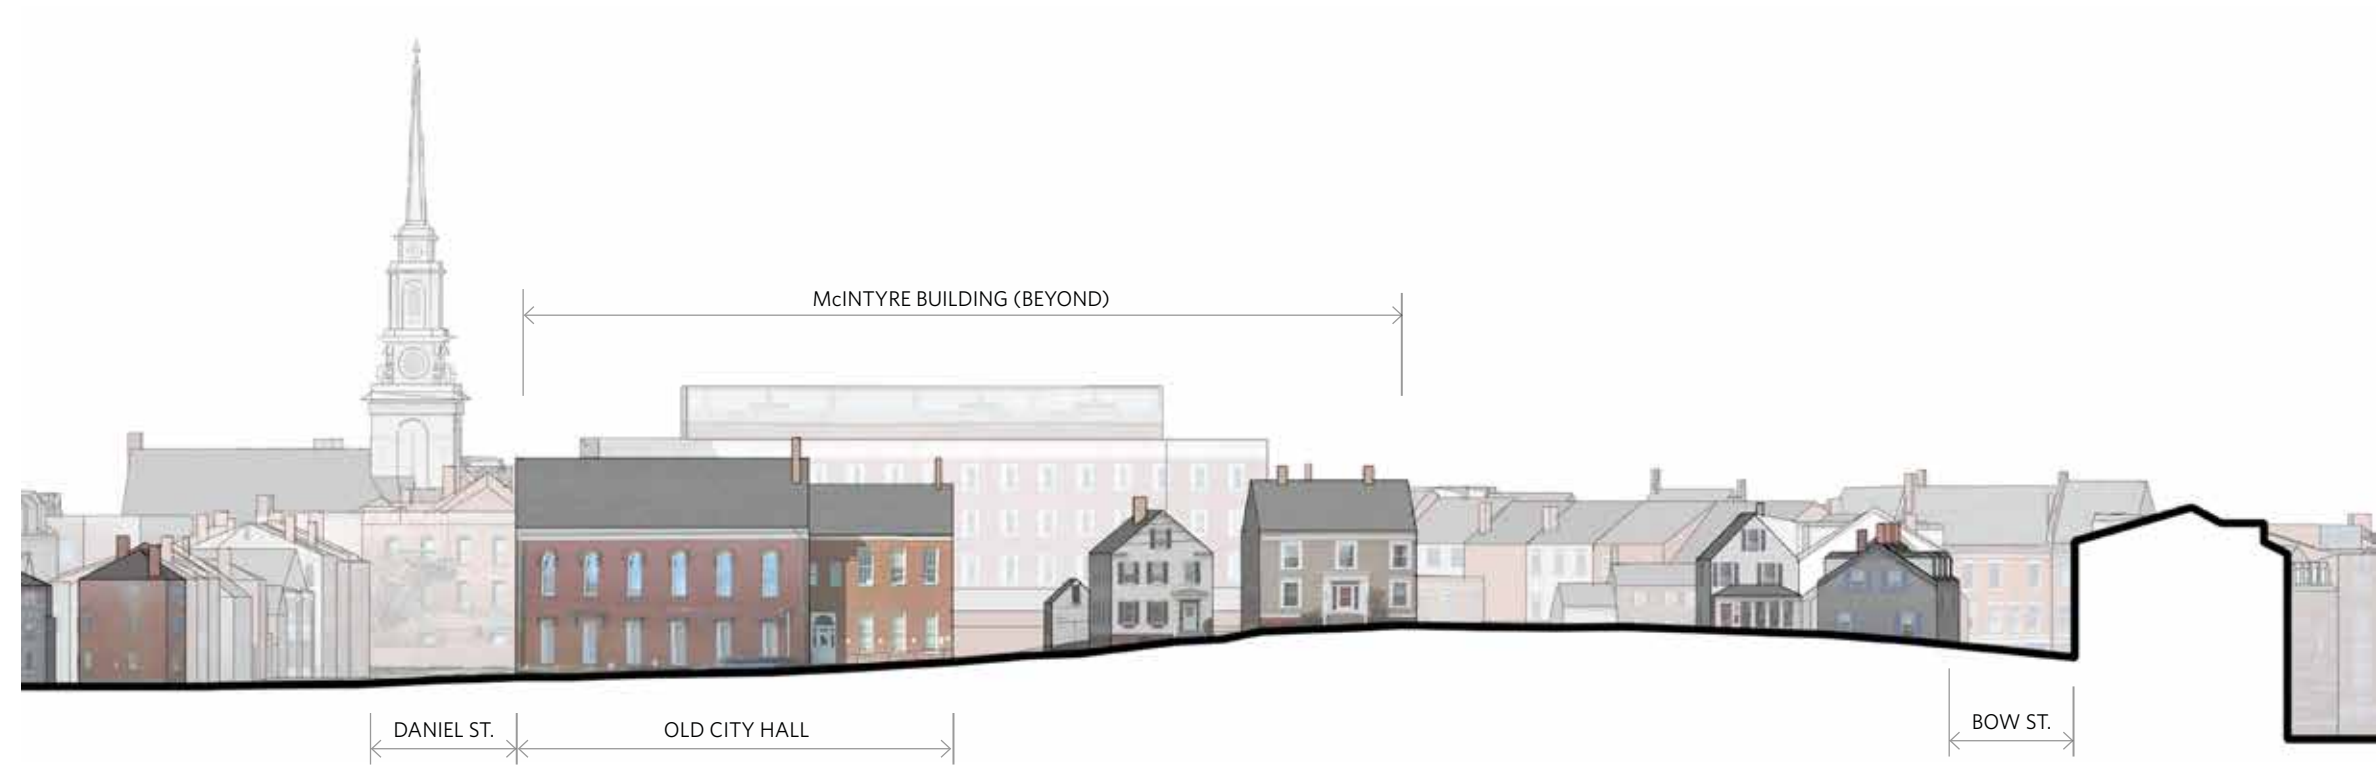 McINTYRE BUILDING (BEYOND)
DANIEL ST.
OLD CITY HALL
BOW ST.